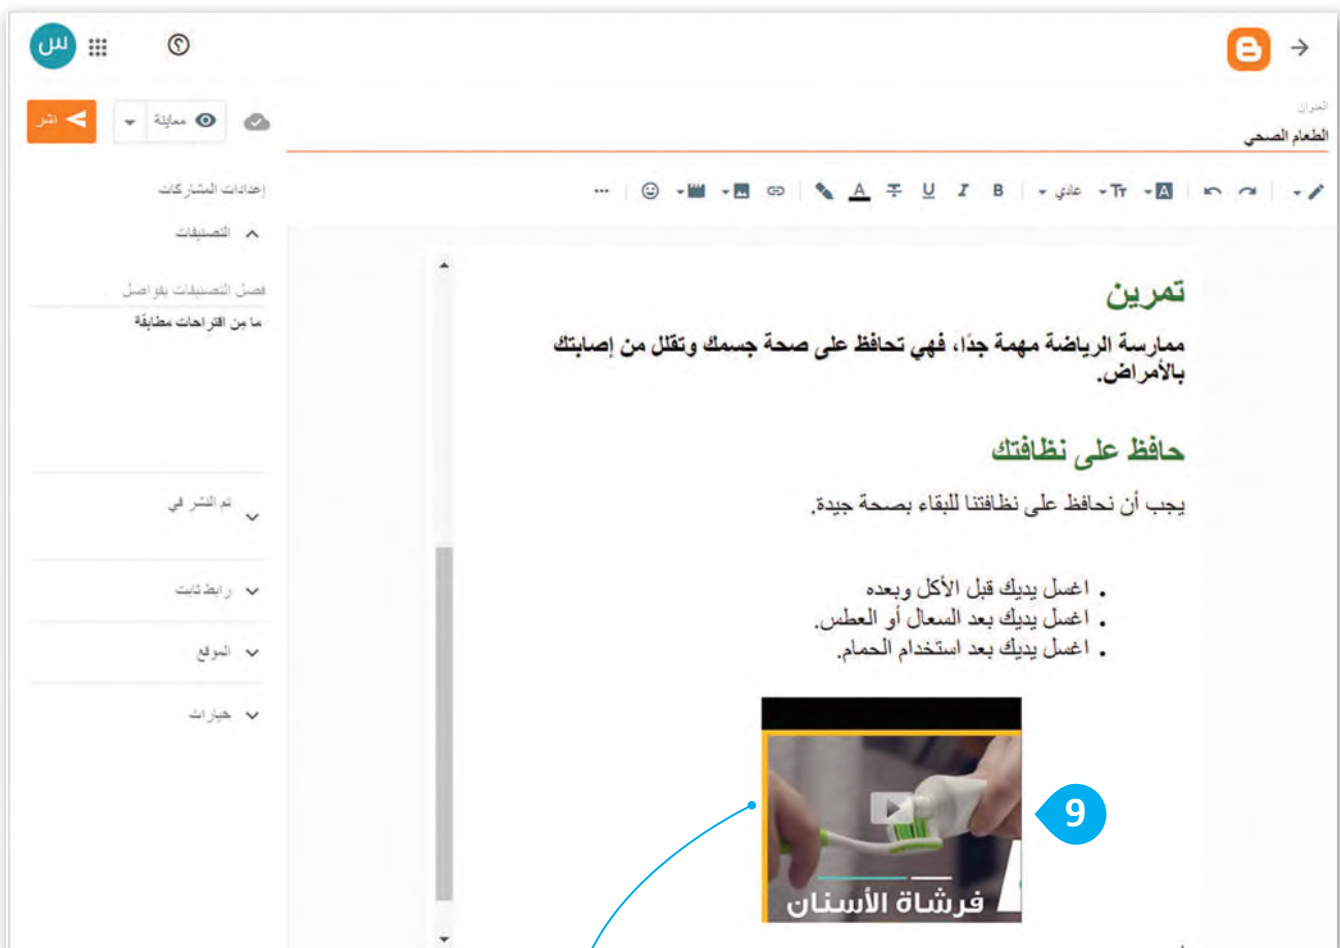 س
العنوان
الطعام الصحي
نشر
معاينة
عادي
إعدادات المشاركات
التصنيفات
فصل التصنيفات بفواصل
ما من اقتراحات مطابقة
تم النشر في
رابط ثابت
الموقع
خيارات
تمرين
ممارسة الرياضة مهمة جدًا، فهي تحافظ على صحة جسمك وتقلل من إصابتك
بالأمراض.
حافظ على نظافتك
يجب أن نحافظ على نظافتنا للبقاء بصحة جيدة.
• اغسل يديك قبل الأكل وبعده
• اغسل يديك بعد السعال أو العطس.
• اغسل يديك بعد استخدام الحمام.
فرشاة الأسنان
9